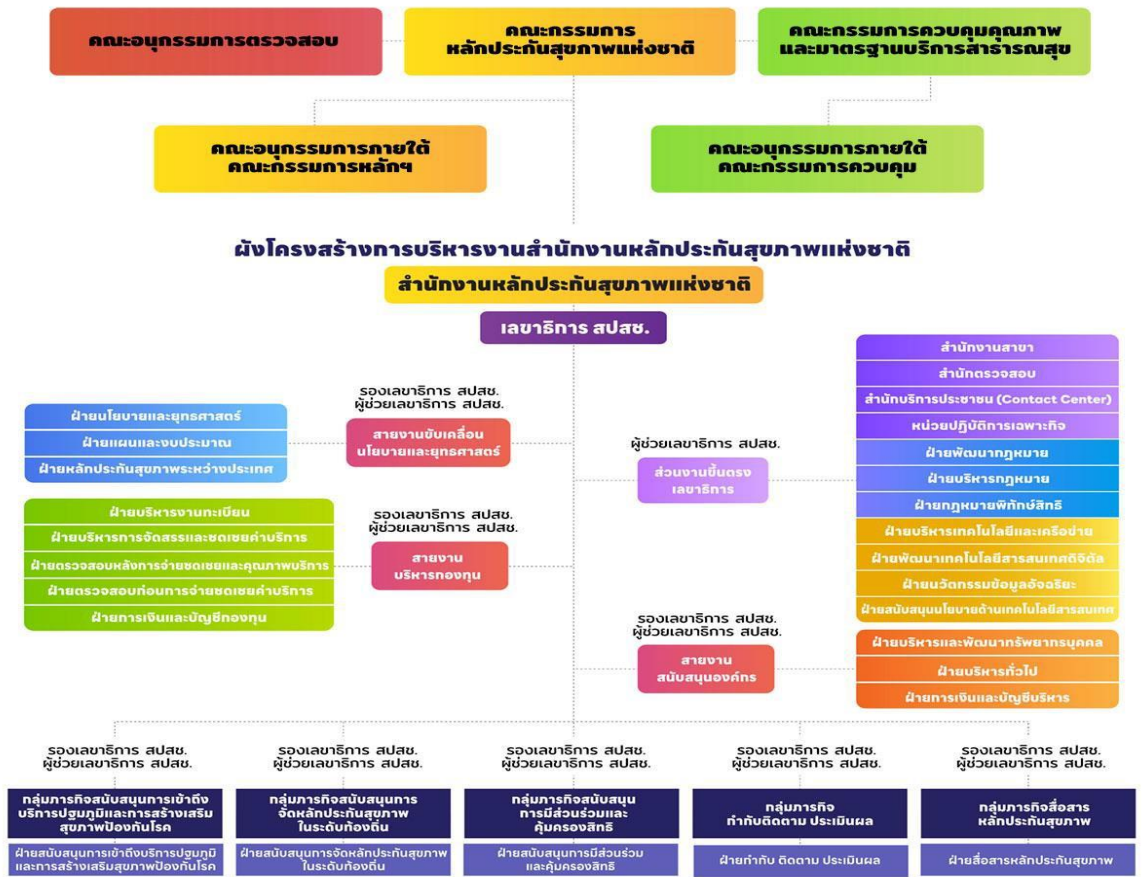 คณะอนุกรรมการตรวจสอบ
คณะกรรมการ
หลักประกันสุขภาพแห่งชาติ
คณะกรรมการควบคุมคุณภาพ
และมาตรฐานบริการสาธารณสุข
คณะอนุกรรมการภายใต้
คณะกรรมการหลักฯ
คณะอนุกรรมการภายใต้
คณะกรรมการควบคุม
ผังโครงสร้างการบริหารงานสำนักงานหลักประกันสุขภาพแห่งชาติ
สำนักงานหลักประกันสุขภาพแห่งชาติ
เลขาธิการ สปสช.
รองเลขาธิการ สปสช.
ผู้ช่วยเลขาธิการ สปสช.
สายงานขับเคลื่อน
นโยบายและยุทธศาสตร์
ฝ่ายนโยบายและยุทธศาสตร์
ฝ่ายแผนและงบประมาณ
ฝ่ายหลักประกันสุขภาพระหว่างประเทศ
รองเลขาธิการ สปสช.
ผู้ช่วยเลขาธิการ สปสช.
สายงาน
บริหารกองทุน
ฝ่ายบริหารงานทะเบียน
ฝ่ายบริหารการจัดสรรและชดเชยค่าบริการ
ฝ่ายตรวจสอบหลังการจ่ายชดเชยและคุณภาพบริการ
ฝ่ายตรวจสอบก่อนการจ่ายชดเชยค่าบริการ
ฝ่ายการเงินและบัญชีกองทุน
ผู้ช่วยเลขาธิการ สปสช.
ส่วนงานขึ้นตรง
เลขาธิการ
สำนักงานสาขา
สำนักตรวจสอบ
สำนักบริการประชาชน (Contact Center)
หน่วยปฏิบัติการเฉพาะกิจ
ฝ่ายพัฒนากฎหมาย
ฝ่ายบริหารกฎหมาย
ฝ่ายกฎหมายพิทักษ์สิทธิ
ฝ่ายบริหารเทคโนโลยีและเครือข่าย
ฝ่ายพัฒนาเทคโนโลยีสารสนเทศดิจิตัล
ฝ่ายนวัตกรรมข้อมูลอัจฉริยะ
ฝ่ายสนับสนุนนโยบายด้านเทคโนโลยีสารสนเทศ
รองเลขาธิการ สปสช.
ผู้ช่วยเลขาธิการ สปสช.
สายงาน
สนับสนุนองค์กร
ฝ่ายบริหารและพัฒนาทรัพยากรบุคคล
ฝ่ายบริหารทั่วไป
ฝ่ายการเงินและบัญชีบริหาร
รองเลขาธิการ สปสช.
ผู้ช่วยเลขาธิการ สปสช.
กลุ่มภารกิจสนับสนุนการเข้าถึง
บริการปฐมภูมิและการสร้างเสริม
สุขภาพป้องกันโรค
ฝ่ายสนับสนุนการเข้าถึงบริการปฐมภูมิ
และการสร้างเสริมสุขภาพป้องกันโรค
รองเลขาธิการ สปสช.
ผู้ช่วยเลขาธิการ สปสช.
กลุ่มภารกิจสนับสนุนการ
จัดหลักประกันสุขภาพ
ในระดับท้องถิ่น
ฝ่ายสนับสนุนการจัดหลักประกันสุขภาพ
ในระดับท้องถิ่น
รองเลขาธิการ สปสช.
ผู้ช่วยเลขาธิการ สปสช.
กลุ่มภารกิจสนับสนุน
การมีส่วนร่วมและ
คุ้มครองสิทธิ
ฝ่ายสนับสนุนการมีส่วนร่วม
และคุ้มครองสิทธิ
รองเลขาธิการ สปสช.
ผู้ช่วยเลขาธิการ สปสช.
กลุ่มภารกิจ
กำกับติดตาม ประเมินผล
ฝ่ายกำกับ ติดตาม ประเมินผล
รองเลขาธิการ สปสช.
ผู้ช่วยเลขาธิการ สปสช.
กลุ่มภารกิจสื่อสาร
หลักประกันสุขภาพ
ฝ่ายสื่อสารหลักประกันสุขภาพ